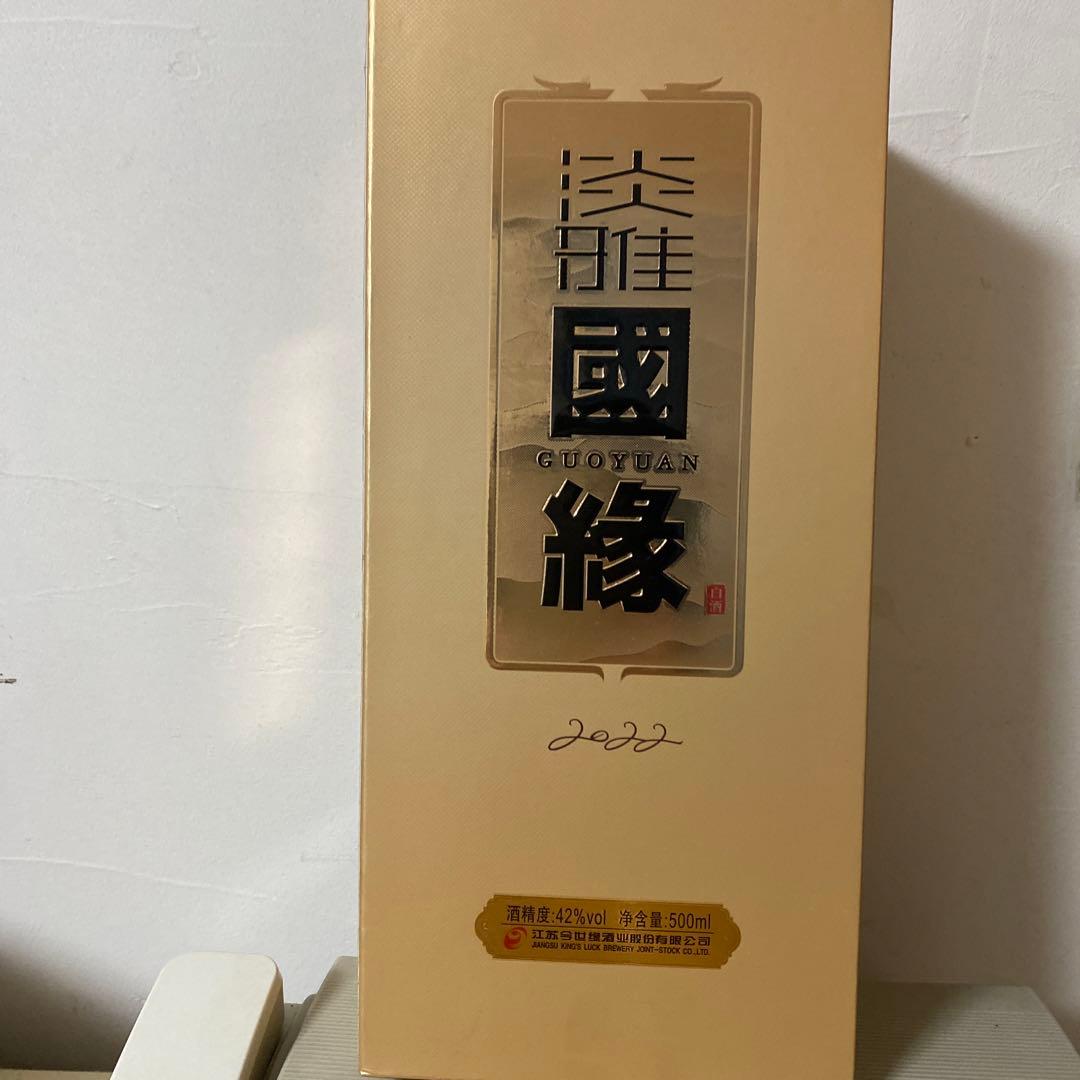 淡雅
國
GUOYUAN
緣
白酒
2022
酒精度:42%vol 净含量:500ml
江苏今世缘酒业股份有限公司
JIANGSU KING'S LUCK BREWERY JOINT-STOCK CO.,LTD.